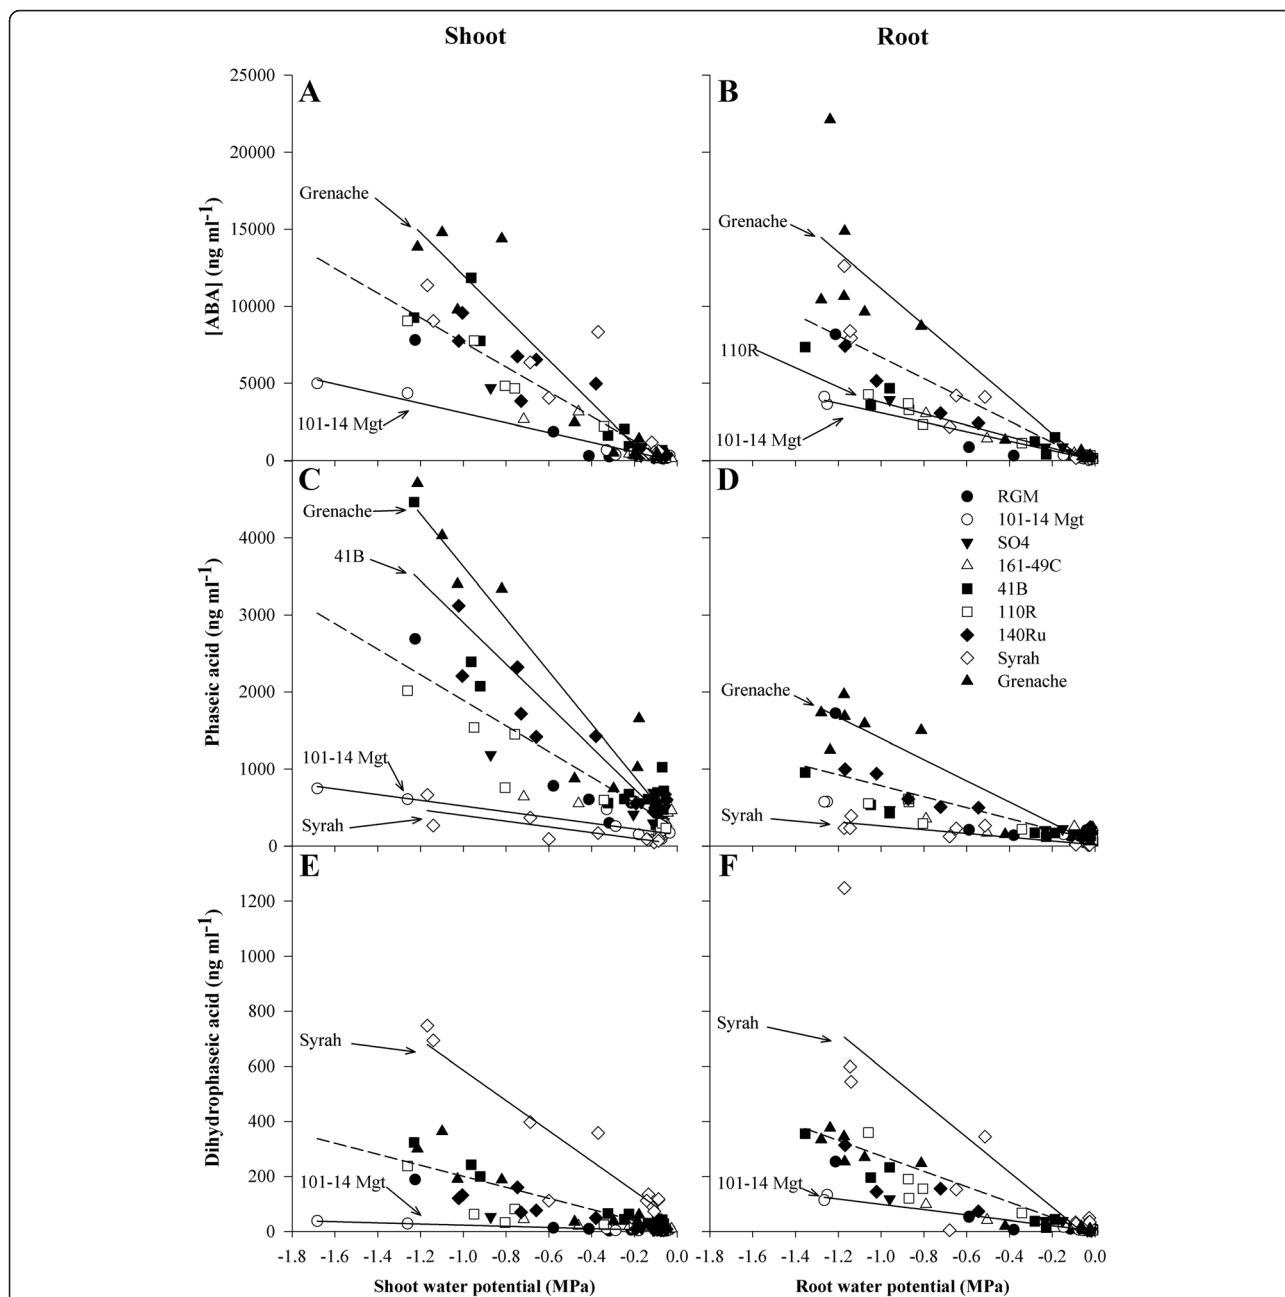 Shoot
Root
A
B
C
D
E
F
[ABA] (ng ml-1)
25000
20000
15000
10000
5000
0
Grenache
101-14 Mgt
Grenache
110R
101-14 Mgt
Phaseic acid (ng ml-1)
4000
3000
2000
1000
0
Grenache
41B
101-14 Mgt
Syrah
RGM
101-14 Mgt
SO4
161-49C
41B
110R
140Ru
Syrah
Grenache
Grenache
Syrah
Dihydrophaseic acid (ng ml-1)
1200
1000
800
600
400
200
0
Syrah
101-14 Mgt
Syrah
101-14 Mgt
-1.8 -1.6 -1.4 -1.2 -1.0 -0.8 -0.6 -0.4 -0.2 0.0
-1.8 -1.6 -1.4 -1.2 -1.0 -0.8 -0.6 -0.4 -0.2 0.0
Shoot water potential (MPa)
Root water potential (MPa)